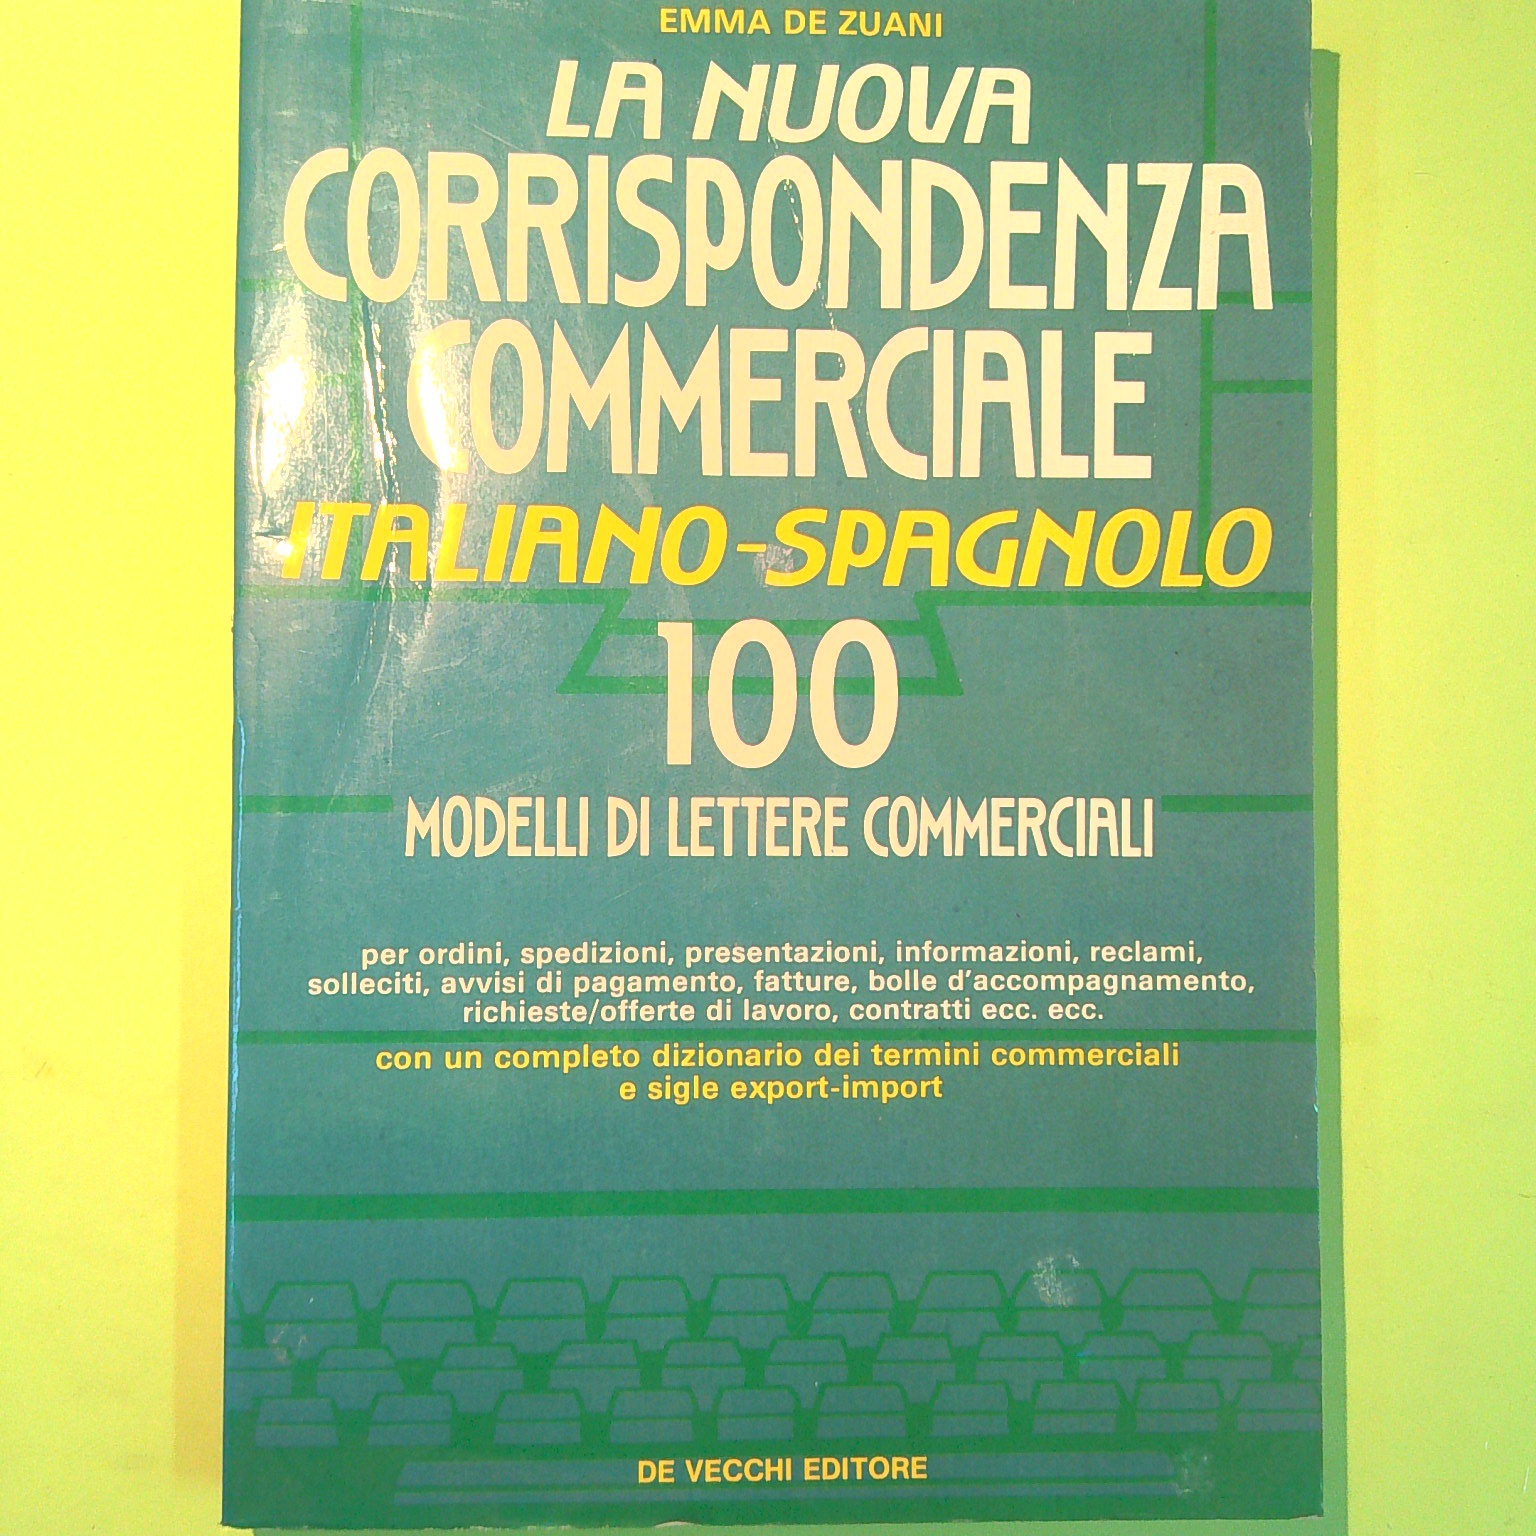 EMMA DE ZUANI
LA NUOVA
CORRISPONDENZA
COMMERCIALE
ITALIANO-SPAGNOLO
100
MODELLI DI LETTERE COMMERCIALI
per ordini, spedizioni, presentazioni, informazioni, reclami,
solleciti, avvisi di pagamento, fatture, bolle d'accompagnamento,
richieste/offerte di lavoro, contratti ecc. ecc.
con un completo dizionario dei termini commerciali
e sigle export-import
DE VECCHI EDITORE